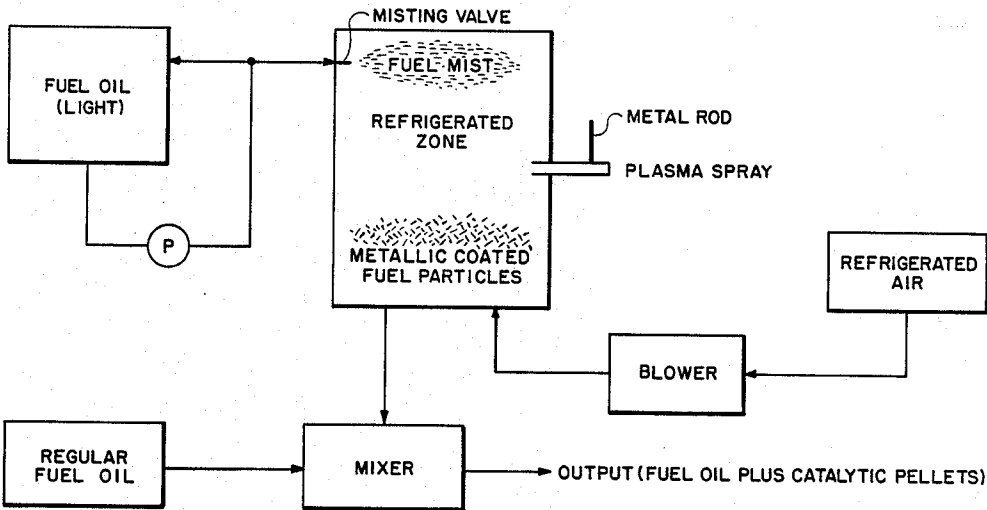 MISTING VALVE
FUEL OIL
(LIGHT)
FUEL MIST
REFRIGERATED
ZONE
METAL ROD
PLASMA SPRAY
P
METALLIC COATED
FUEL PARTICLES
REFRIGERATED
AIR
BLOWER
REGULAR
FUEL OIL
MIXER
OUTPUT (FUEL OIL PLUS CATALYTIC PELLETS)